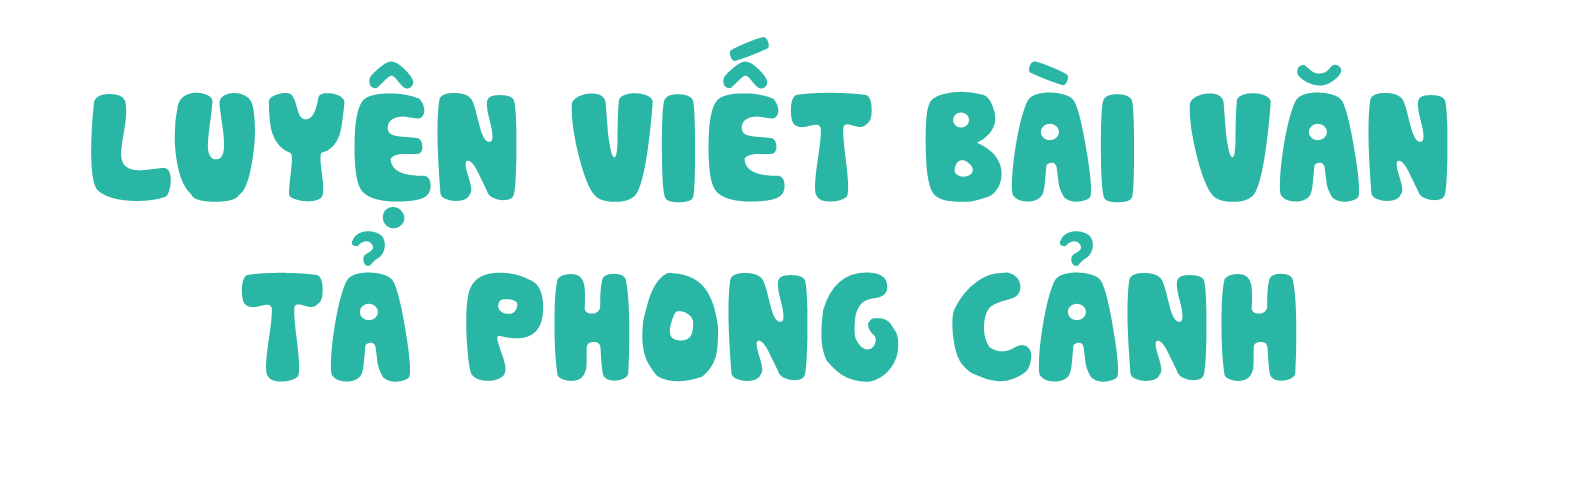 LUYỆN VIẾT BÀI VĂN
TẢ PHONG CẢNH